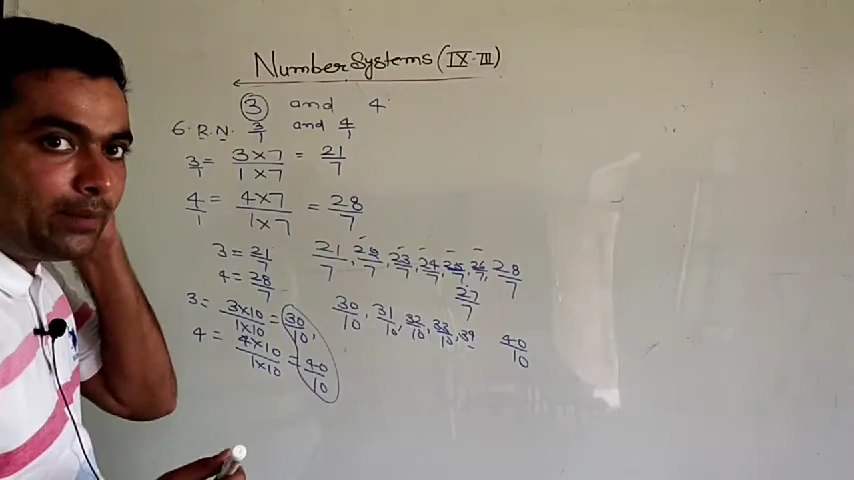 Number Systems (IX-
3 and 4
6. R.N. 3/1 and 4/1
3/1 = 3×7/1×7 = 21/7
4/1 = 4×7/1×7 = 28/7
3 = 21/7 21/7, 23/7, 24/7, 25/7, 26/7, 28/7
4 = 28/7 27/7
3 = 3×10/1×10 = 30/10, 30/10, 31/10, 32/10, 33/10, 39 40/10
4 = 4×10/1×10 = 40/10